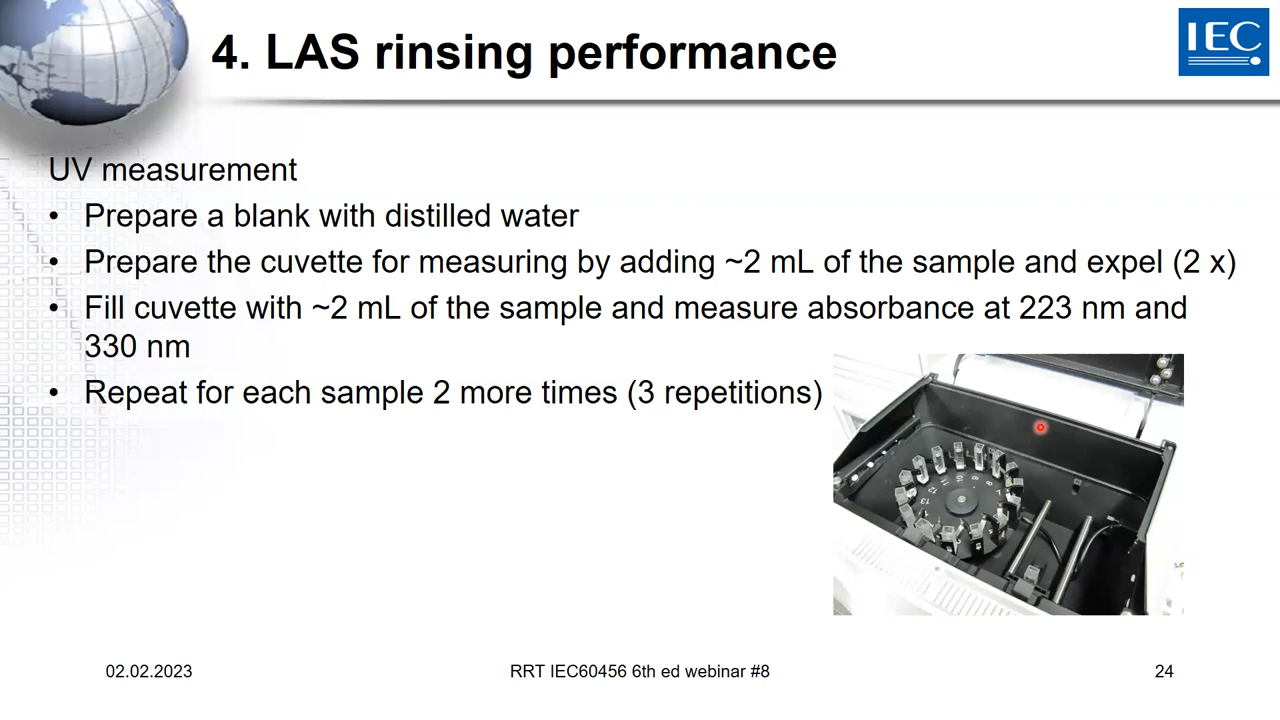 4. LAS rinsing performance
IEC
UV measurement
• Prepare a blank with distilled water
• Prepare the cuvette for measuring by adding ~2 mL of the sample and expel (2 x)
• Fill cuvette with ~2 mL of the sample and measure absorbance at 223 nm and
330 nm
• Repeat for each sample 2 more times (3 repetitions)
02.02.2023
RRT IEC60456 6th ed webinar #8
24